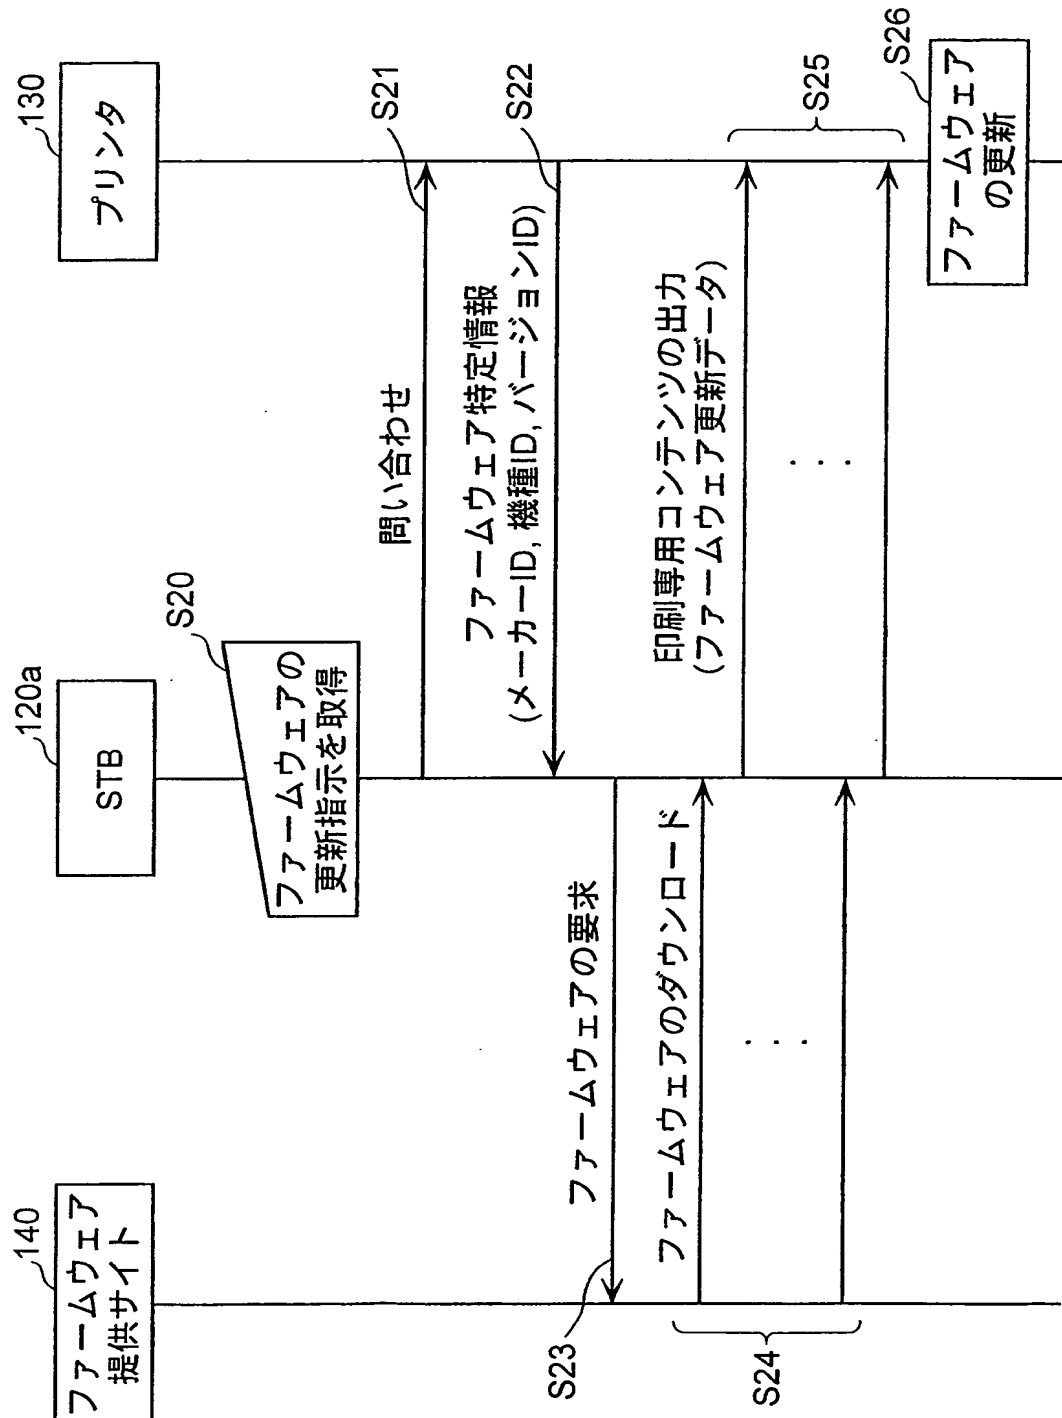 140
ファームウェア
提供サイト
120a
STB
130
プリンタ
S20
ファームウェアの
更新指示を取得
問い合わせ
S21
ファームウェア特定情報
(メーカーID, 機種ID, バージョンID)
S22
ファームウェアの要求
S23
ファームウェアのダウンロード
. . .
S24
印刷専用コンテンツの出力
(ファームウェア更新データ)
. . .
S25
S26
ファームウェア
の更新